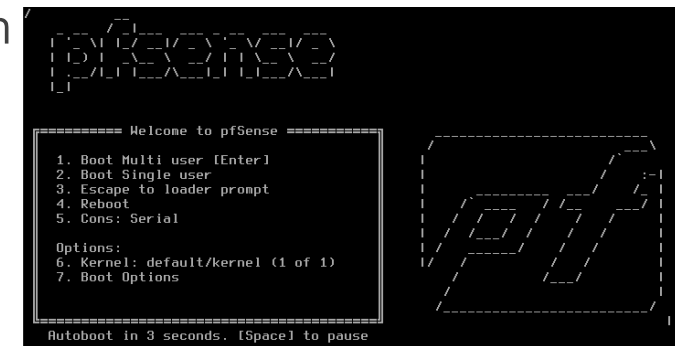 n
pfsense
Welcome to pfSense
1. Boot Multi user [Enter]
2. Boot Single user
3. Escape to loader prompt
4. Reboot
5. Cons: Serial
Options:
6. Kernel: default/kernel (1 of 1)
7. Boot Options
Autoboot in 3 seconds. [Space] to pause
pf